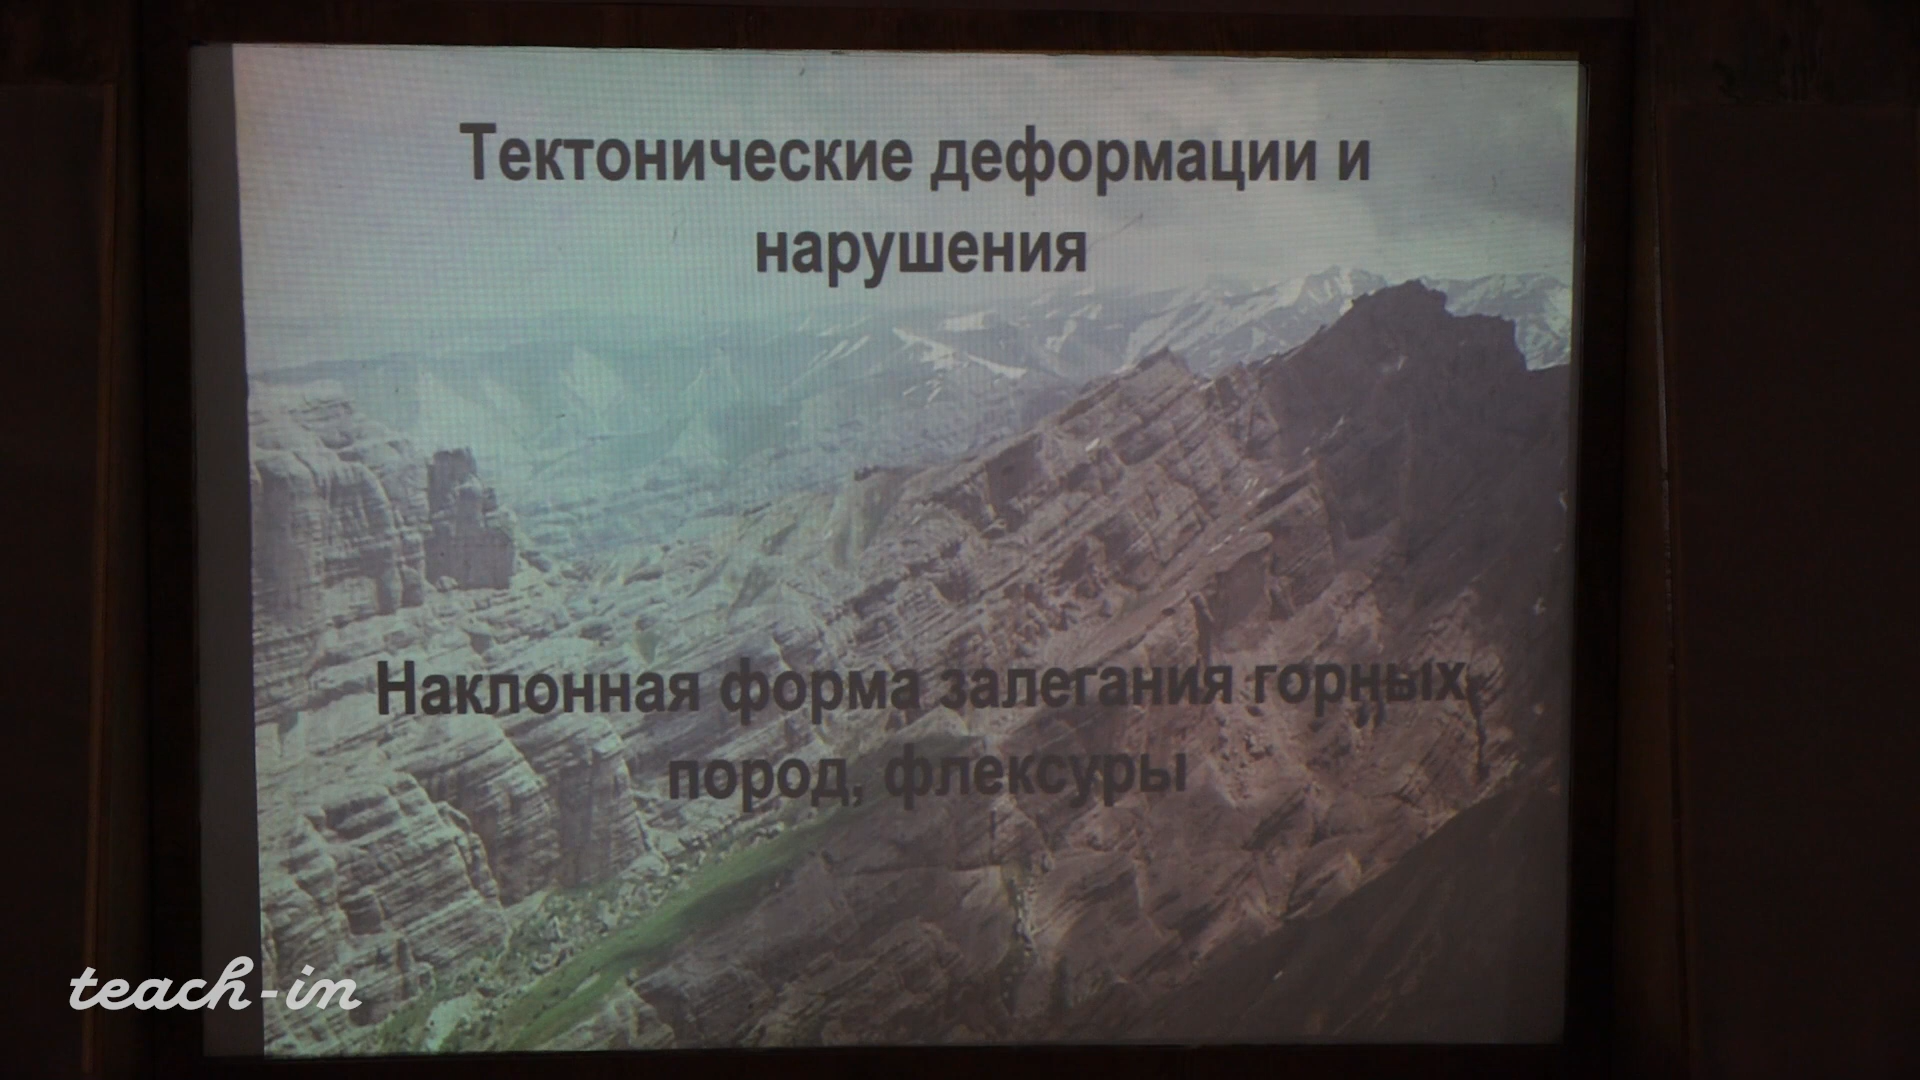 Тектонические деформации и
нарушения
Наклонная форма залегания горных
пород, флексуры
teach-in